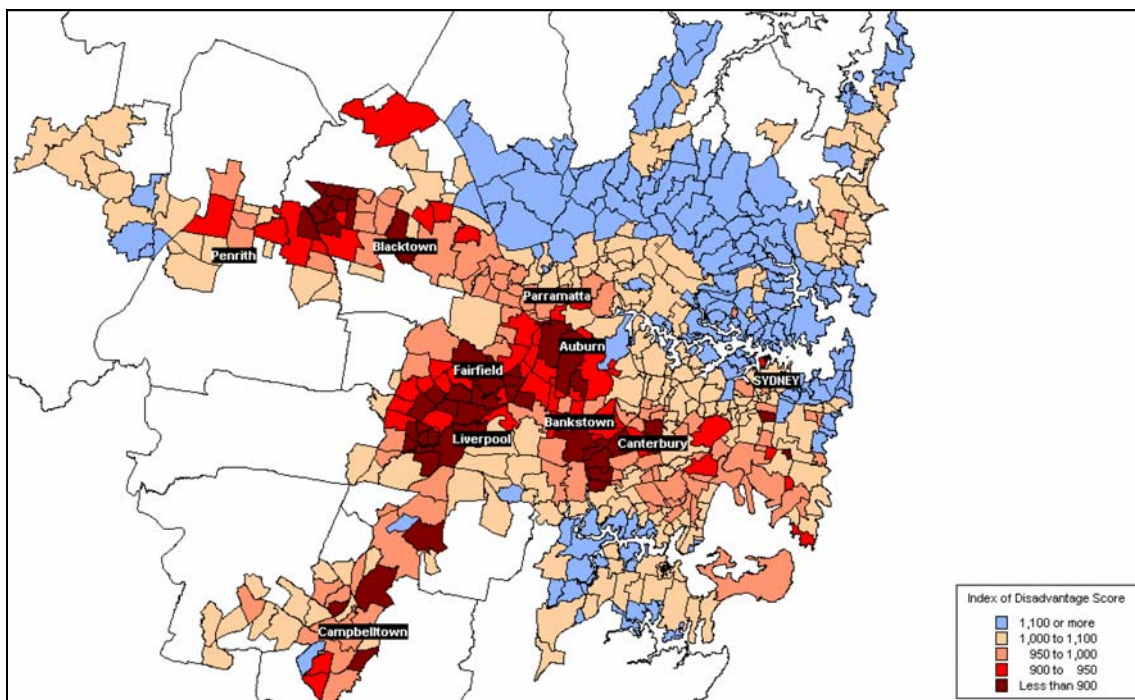 Blacktown
Penrith
Parramatta
Auburn
Fairfield
SYDNEY
Bankstown
Liverpool
Canterbury
Campbelltown
Index of Disadvantage Score
1,100 or more
1,000 to 1,100
950 to 1,000
900 to 950
Less than 900